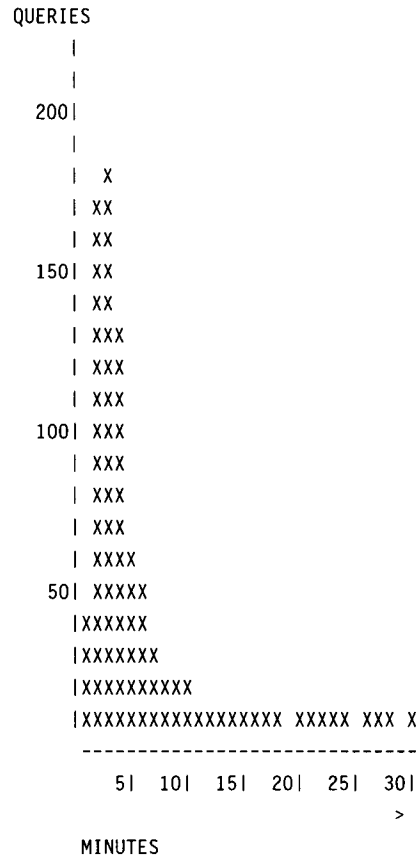 QUERIES
|
|
200|
|
|  X
| XX
| XX
150| XX
| XX
| XXX
| XXX
| XXX
100| XXX
| XXX
| XXX
| XXX
| XXXX
50| XXXXX
|XXXXXX
|XXXXXXX
|XXXXXXXXXX
|XXXXXXXXXXXXXXXXXX XXXXX XXX X
-------------------------------
5|  10|  15|  20|  25|  30|
>
MINUTES